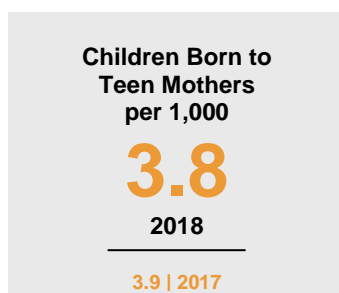 Children Born to
Teen Mothers
per 1,000
3.8
2018
3.9 | 2017